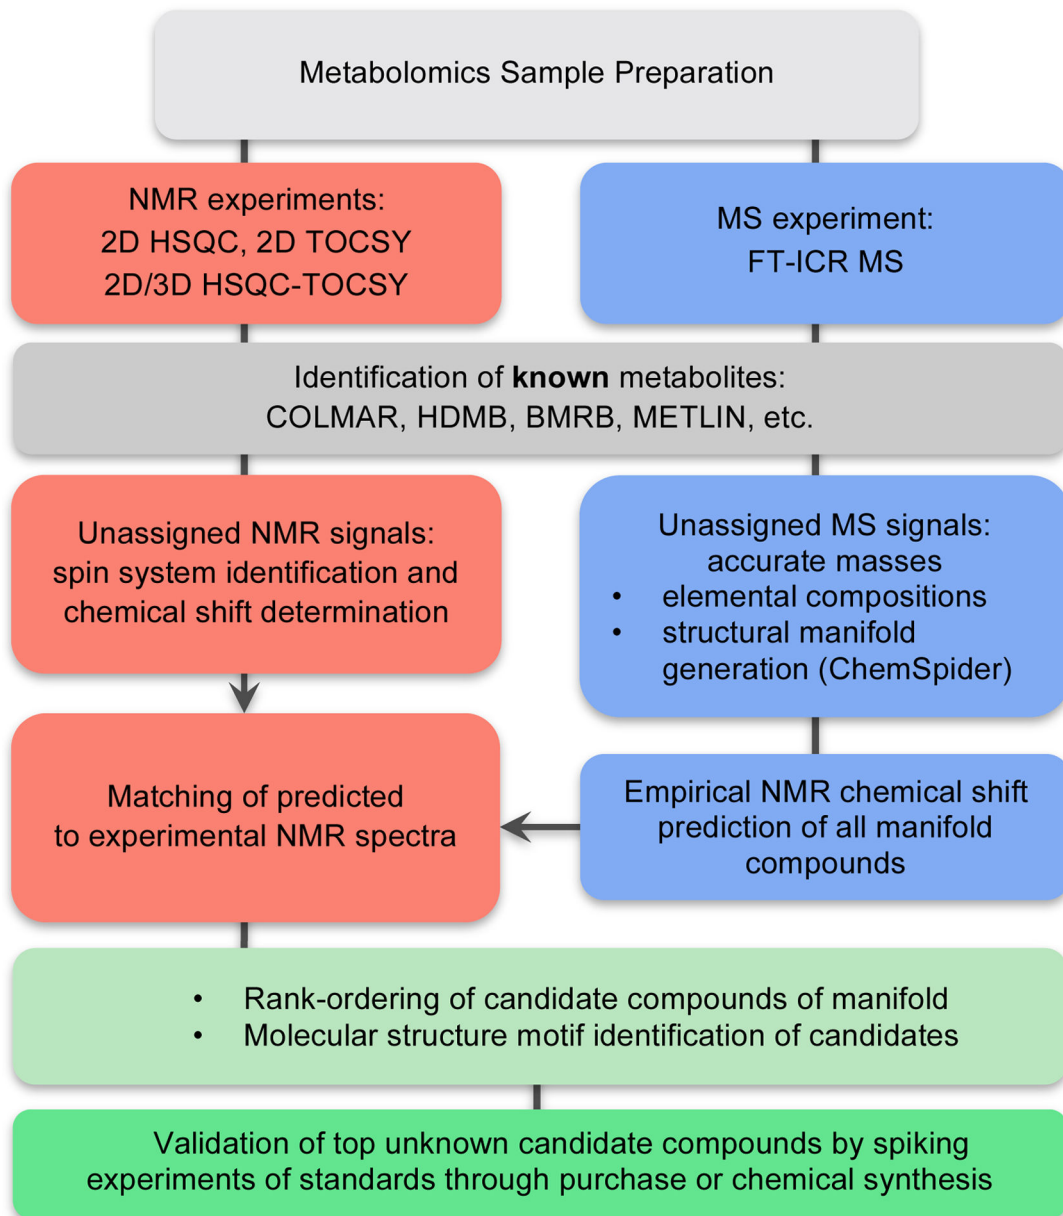 Metabolomics Sample Preparation
NMR experiments:
2D HSQC, 2D TOCSY
2D/3D HSQC-TOCSY
MS experiment:
FT-ICR MS
Identification of known metabolites:
COLMAR, HDMB, BMRB, METLIN, etc.
Unassigned NMR signals:
spin system identification and
chemical shift determination
Unassigned MS signals:
accurate masses
• elemental compositions
• structural manifold
generation (ChemSpider)
Matching of predicted
to experimental NMR spectra
Empirical NMR chemical shift
prediction of all manifold
compounds
• Rank-ordering of candidate compounds of manifold
• Molecular structure motif identification of candidates
Validation of top unknown candidate compounds by spiking
experiments of standards through purchase or chemical synthesis